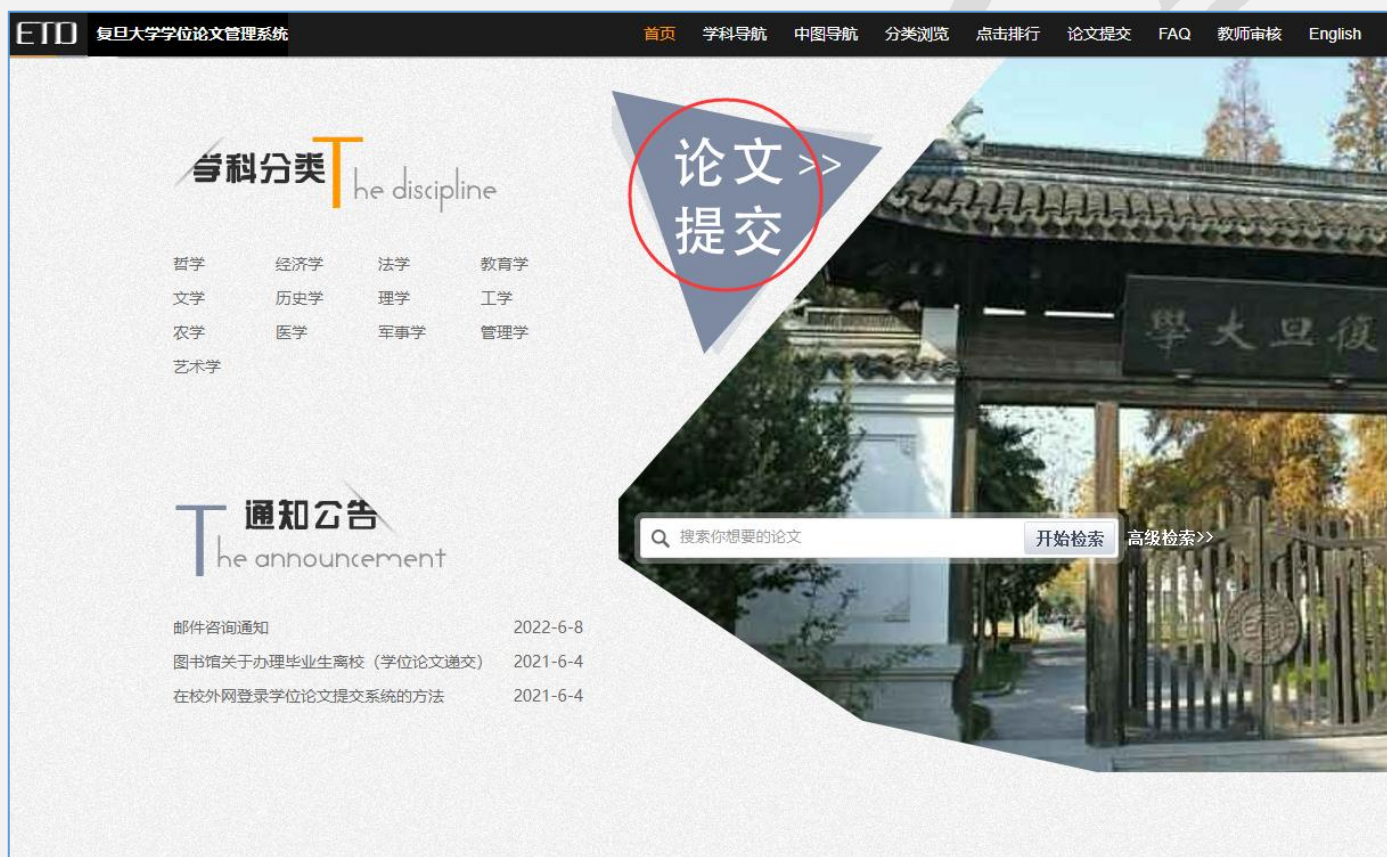 ETD 复旦大学学位论文管理系统 首页 学科导航 中图导航 分类浏览 点击排行 论文提交 FAQ 教师审核 English
学科分类
The discipline
哲学 经济学 法学 教育学
文学 历史学 理学 工学
农学 医学 军事学 管理学
艺术学
论文>>
提交
學大旦復
搜索你想要的论文 开始检索 高级检索>>
通知公告
The announcement
邮件咨询通知 2022-6-8
图书馆关于办理毕业生离校（学位论文递交） 2021-6-4
在校外网登录学位论文提交系统的方法 2021-6-4